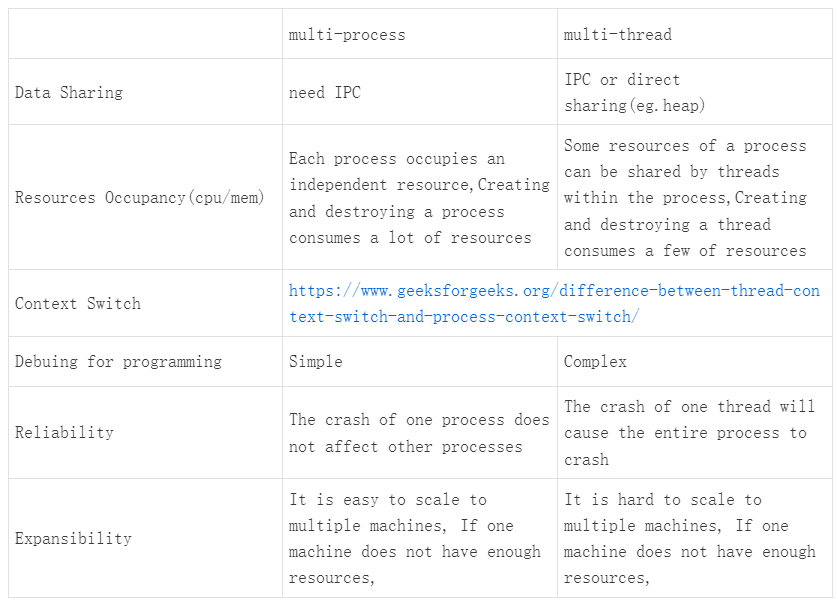 multi-process
multi-thread
Data Sharing
need IPC
IPC or direct
sharing(eg.heap)
Resources Occupancy(cpu/mem)
Each process occupies an
independent resource,Creating
and destroying a process
consumes a lot of resources
Some resources of a process
can be shared by threads
within the process,Creating
and destroying a thread
consumes a few of resources
Context Switch
https://www.geeksforgeeks.org/difference-between-thread-con
text-switch-and-process-context-switch/
Debuing for programming
Simple
Complex
Reliability
The crash of one process does
not affect other processes
The crash of one thread will
cause the entire process to
crash
Expansibility
It is easy to scale to
multiple machines, If one
machine does not have enough
resources,
It is hard to scale to
multiple machines, If one
machine does not have enough
resources,